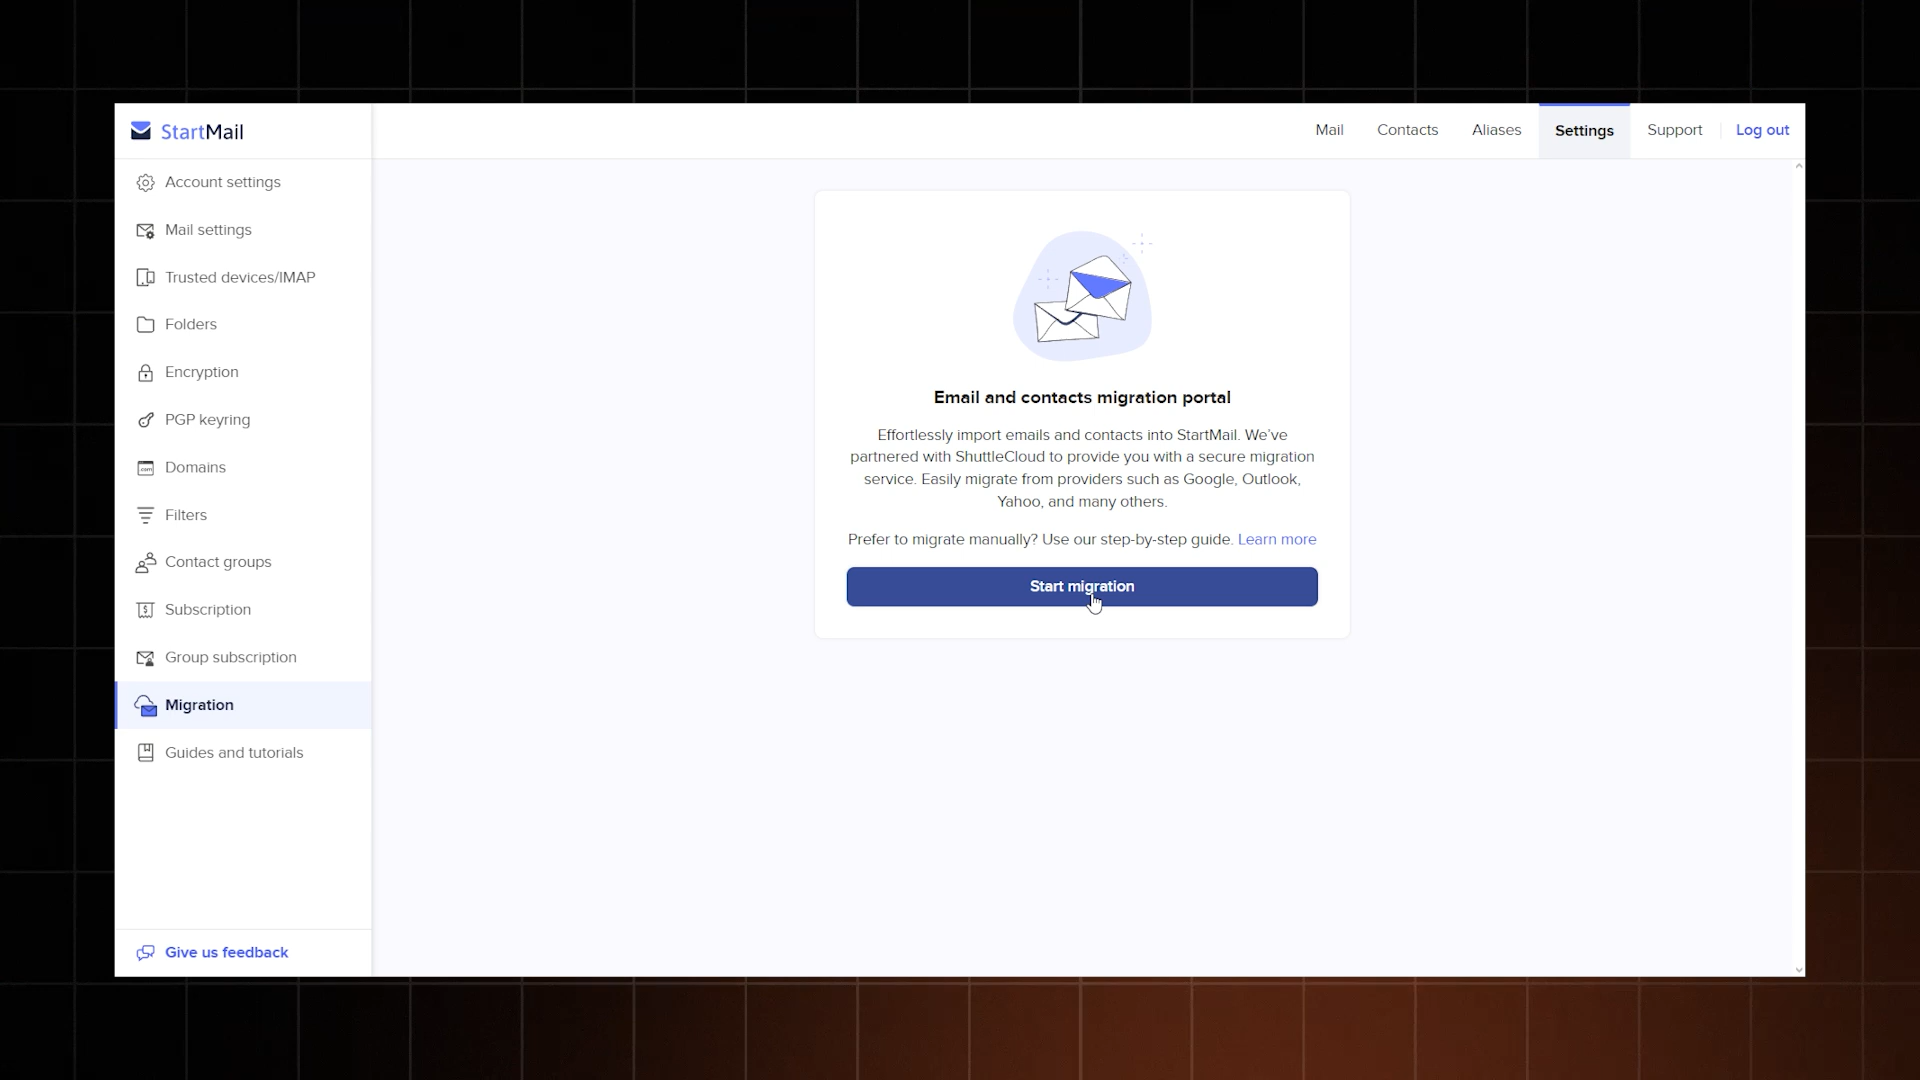 StartMail
Mail
Contacts
Aliases
Settings
Support
Log out
Account settings
Mail settings
Trusted devices/IMAP
Folders
Encryption
PGP keyring
Domains
Filters
Contact groups
Subscription
Group subscription
Migration
Guides and tutorials
Give us feedback
Email and contacts migration portal
Effortlessly import emails and contacts into StartMail. We've
partnered with ShuttleCloud to provide you with a secure migration
service. Easily migrate from providers such as Google, Outlook,
Yahoo, and many others.
Prefer to migrate manually? Use our step-by-step guide. Learn more
Start migration